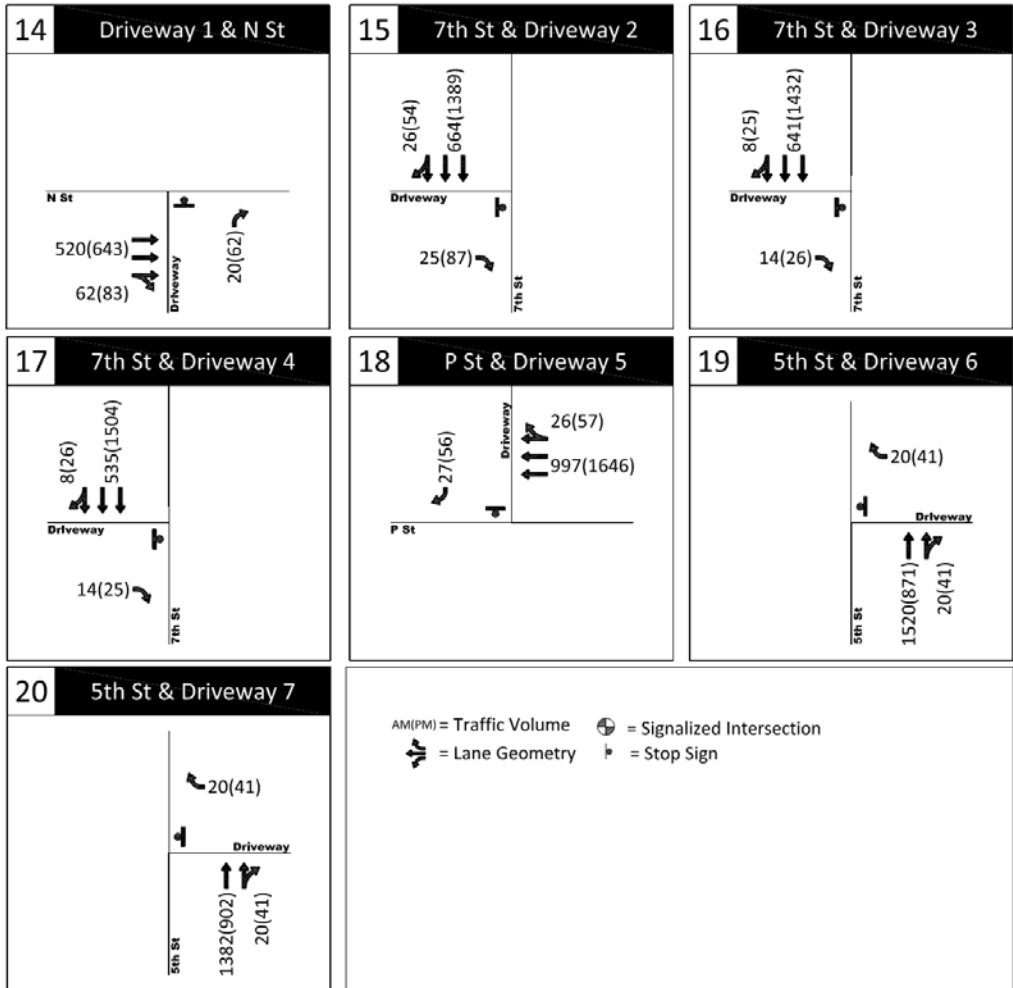 14 Driveway 1 & N St
N St
520(643)
62(83)
Driveway
20(62)
15 7th St & Driveway 2
26(54)
664(1389)
Driveway
25(87)
7th St
16 7th St & Driveway 3
8(25)
641(1432)
Driveway
14(26)
7th St
17 7th St & Driveway 4
8(26)
535(1504)
Driveway
14(25)
7th St
18 P St & Driveway 5
27(56)
Driveway
26(57)
997(1646)
P St
19 5th St & Driveway 6
20(41)
Driveway
5th St
1520(871)
20(41)
20 5th St & Driveway 7
20(41)
Driveway
5th St
1382(902)
20(41)
AM(PM) = Traffic Volume
= Signalized Intersection
= Lane Geometry
= Stop Sign